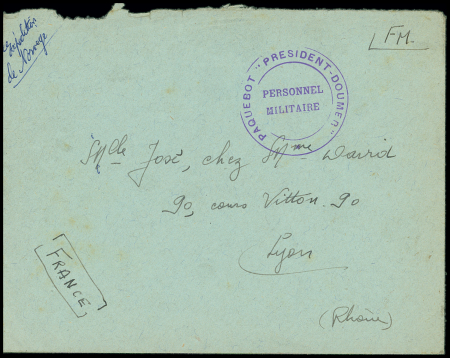 Expédition
de Norvège
FM.
PAQUEBOT "PRESIDENT-DOUMER"
PERSONNEL
MILITAIRE
Mlle José, chez Mme David
90, cours Vitton. 90
Lyon
(Rhône)
FRANCE